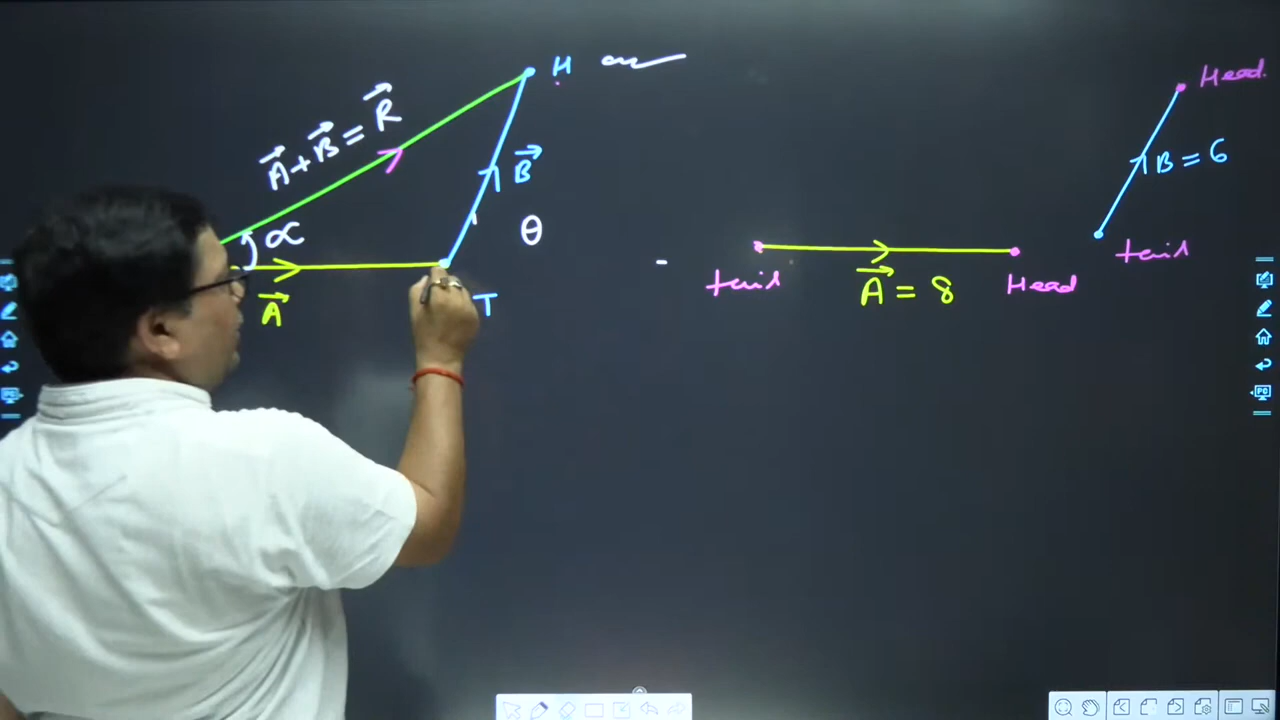 H
A⃗ + B⃗ = R⃗
B⃗
α
θ
A⃗
T
Head.
B = 6
tail
tail
A⃗ = 8
Head